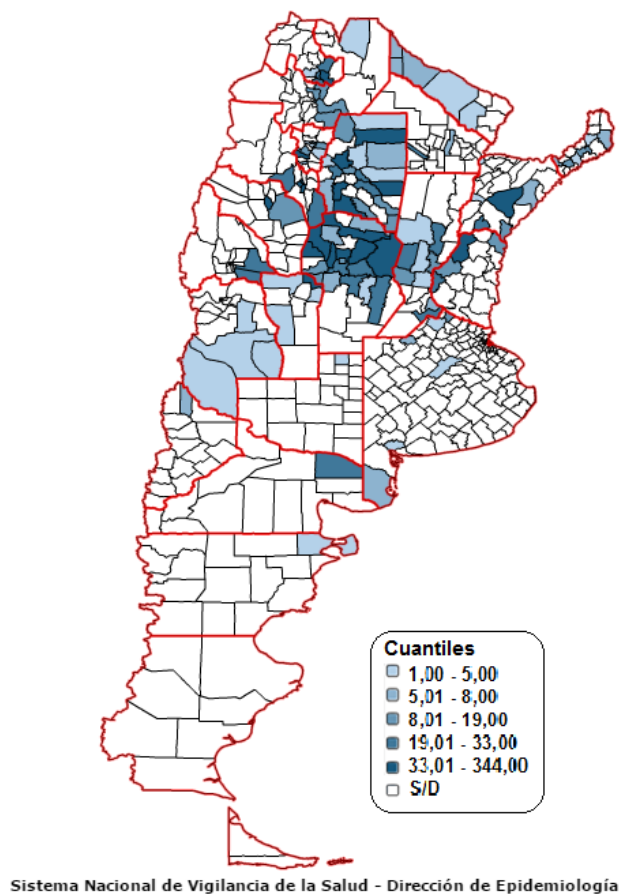 Cuantiles
1,00 - 5,00
5,01 - 8,00
8,01 - 19,00
19,01 - 33,00
33,01 - 344,00
S/D
Sistema Nacional de Vigilancia de la Salud - Dirección de Epidemiología